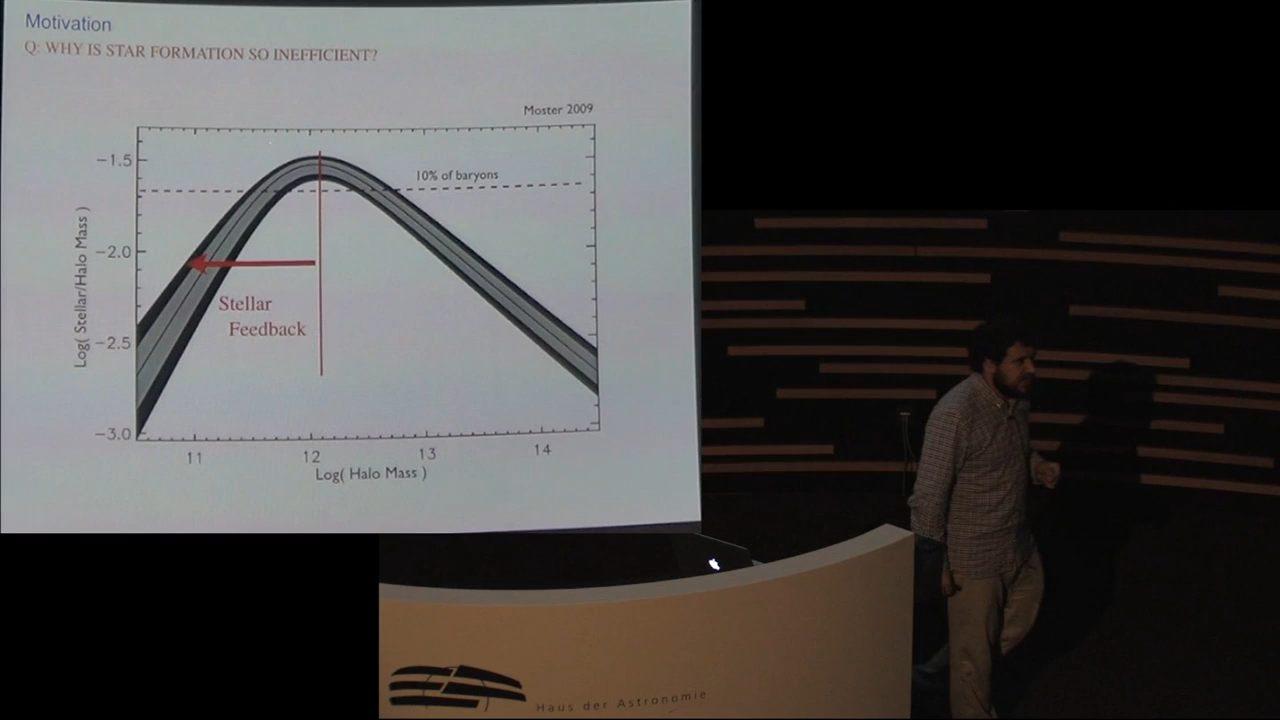 Motivation
Q: WHY IS STAR FORMATION SO INEFFICIENT?
Moster 2009
−1.5
10% of baryons
−2.0
Stellar
Feedback
−2.5
−3.0
Log( Stellar/Halo Mass )
11 12 13 14
Log( Halo Mass )
Haus der Astronomie